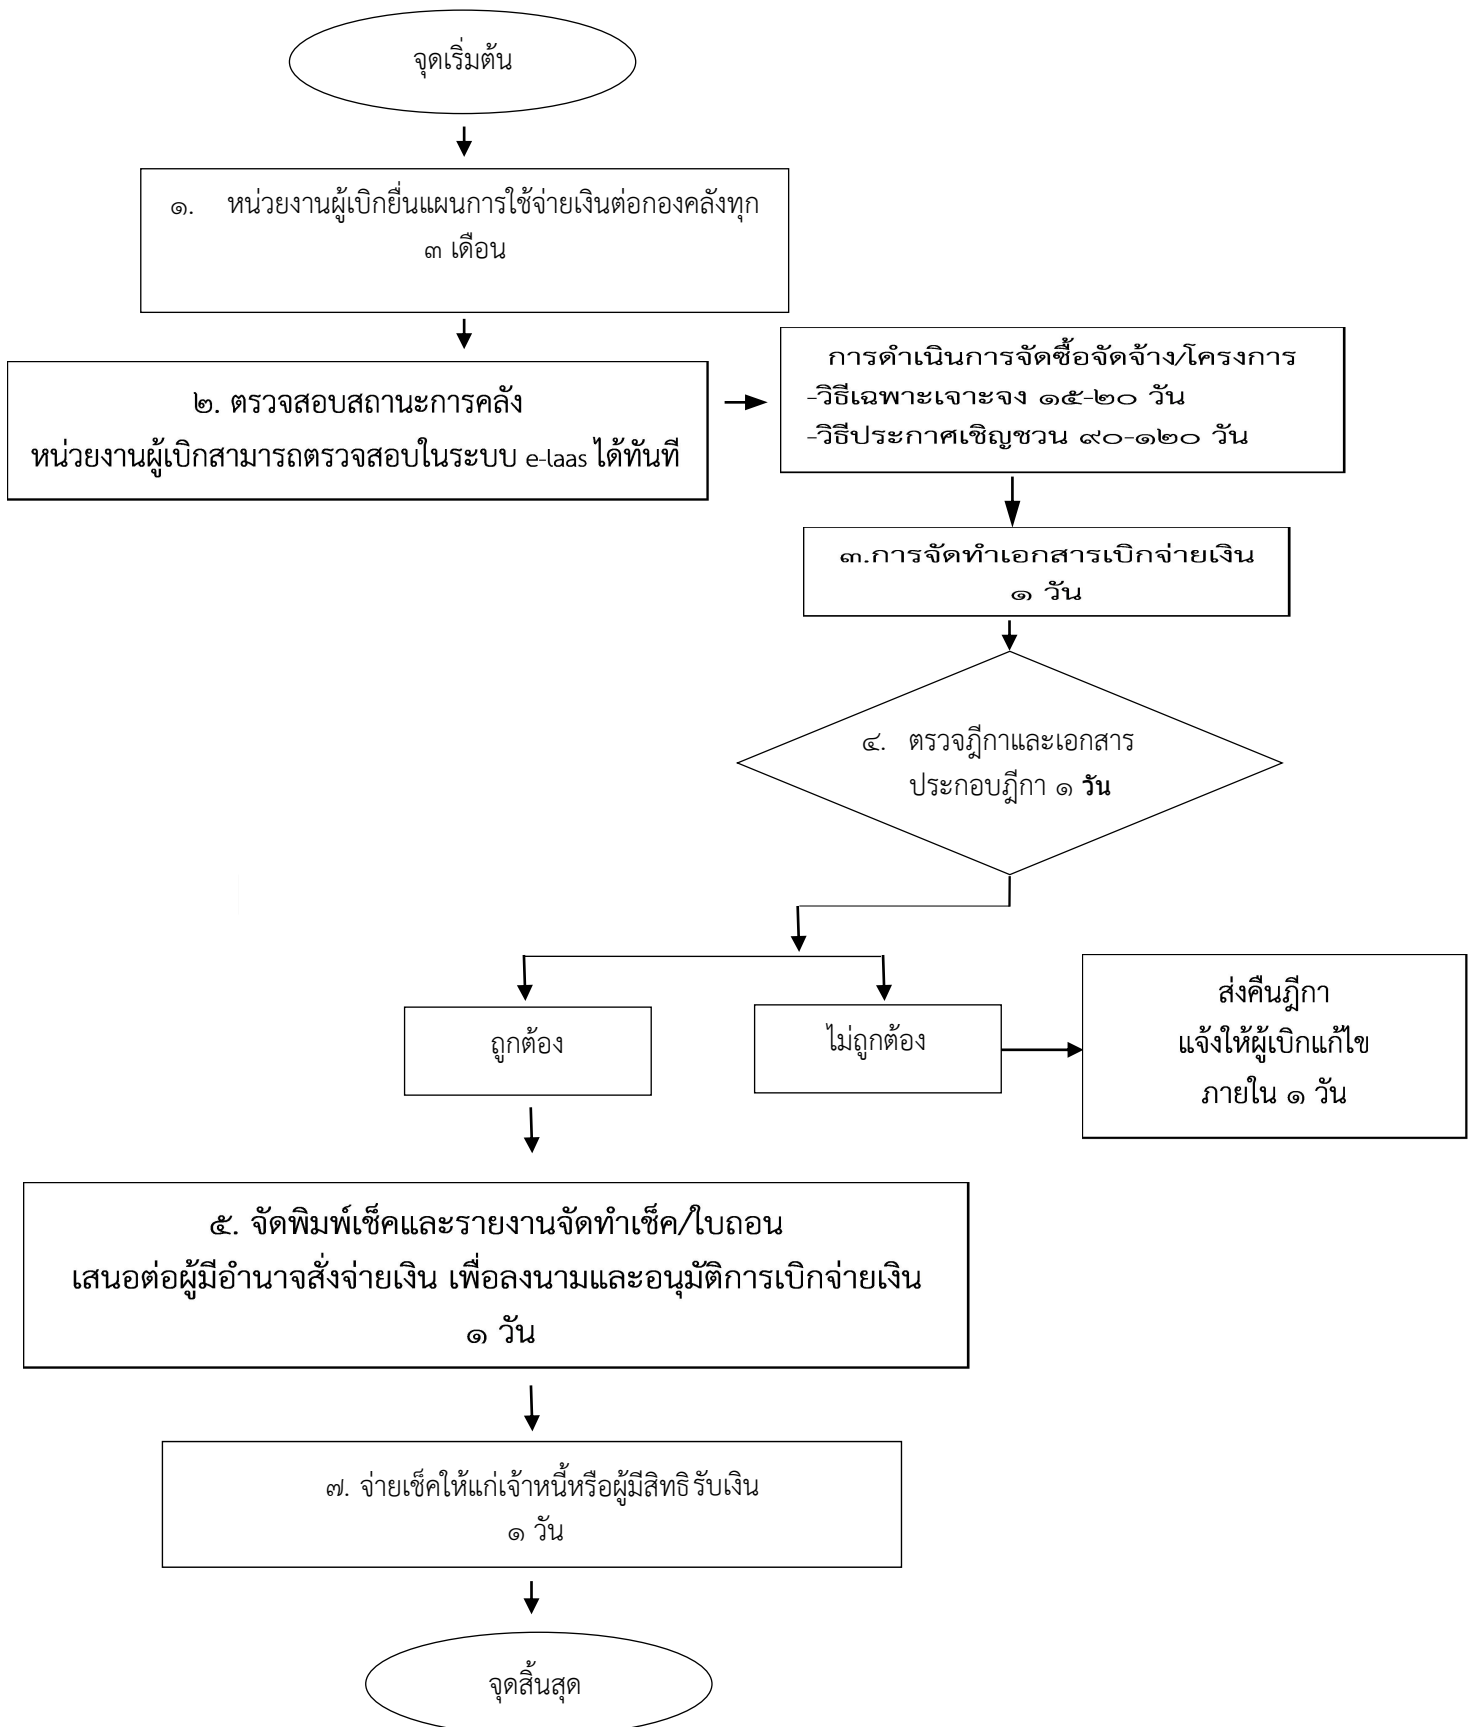 จุดเริ่มต้น
๑. หน่วยงานผู้เบิกยื่นแผนการใช้จ่ายเงินต่อกองคลังทุก
๓ เดือน
๒. ตรวจสอบสถานะการคลัง
หน่วยงานผู้เบิกสามารถตรวจสอบในระบบ e-laas ได้ทันที
การดำเนินการจัดซื้อจัดจ้าง/โครงการ
-วิธีเฉพาะเจาะจง ๑๕-๒๐ วัน
-วิธีประกาศเชิญชวน ๙๐-๑๒๐ วัน
๓.การจัดทำเอกสารเบิกจ่ายเงิน
๑ วัน
๔. ตรวจฎีกาและเอกสาร
ประกอบฎีกา ๑ วัน
ถูกต้อง
ไม่ถูกต้อง
ส่งคืนฎีกา
แจ้งให้ผู้เบิกแก้ไข
ภายใน ๑ วัน
๕. จัดพิมพ์เช็คและรายงานจัดทำเช็ค/ใบถอน
เสนอต่อผู้มีอำนาจสั่งจ่ายเงิน เพื่อลงนามและอนุมัติการเบิกจ่ายเงิน
๑ วัน
๗. จ่ายเช็คให้แก่เจ้าหนี้หรือผู้มีสิทธิรับเงิน
๑ วัน
จุดสิ้นสุด